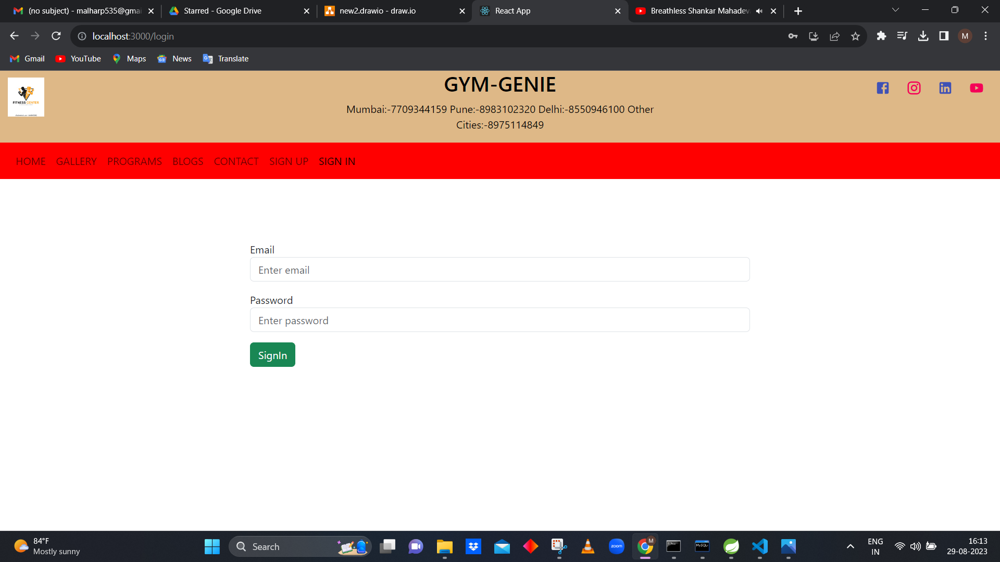 (no subject) - malharp535@gmai
Starred - Google Drive
new2.drawio - draw.io
React App
Breathless Shankar Mahadev
localhost:3000/login
M
Gmail
YouTube
Maps
News
Translate
FITNESS CENTER
GYM-GENIE
Mumbai:-7709344159 Pune:-8983102320 Delhi:-8550946100 Other
Cities:-8975114849
HOME GALLERY PROGRAMS BLOGS CONTACT SIGN UP SIGN IN
Email
Enter email
Password
Enter password
SignIn
84°F
Mostly sunny
Search
zoom
M
MySQL
ENG
IN
16:13
29-08-2023